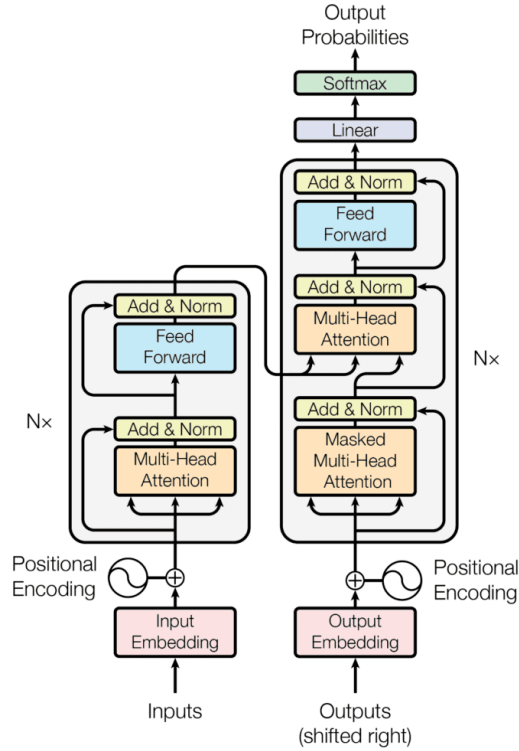 Output
Probabilities
Softmax
Linear
Add & Norm
Feed
Forward
Add & Norm
Multi-Head
Attention
Add & Norm
Masked
Multi-Head
Attention
N×
Add & Norm
Feed
Forward
Add & Norm
Multi-Head
Attention
N×
Positional
Encoding
Positional
Encoding
Input
Embedding
Output
Embedding
Inputs
Outputs
(shifted right)